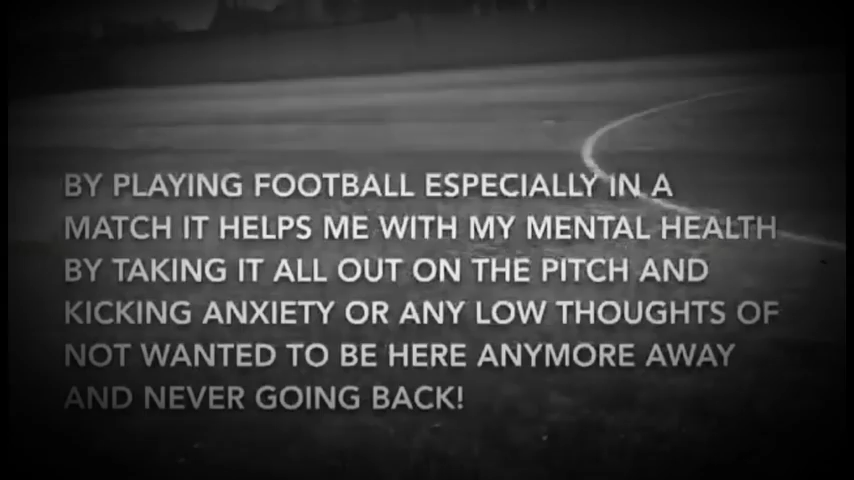 BY PLAYING FOOTBALL ESPECIALLY IN A
MATCH IT HELPS ME WITH MY MENTAL HEALTH
BY TAKING IT ALL OUT ON THE PITCH AND
KICKING ANXIETY OR ANY LOW THOUGHTS OF
NOT WANTED TO BE HERE ANYMORE AWAY
AND NEVER GOING BACK!